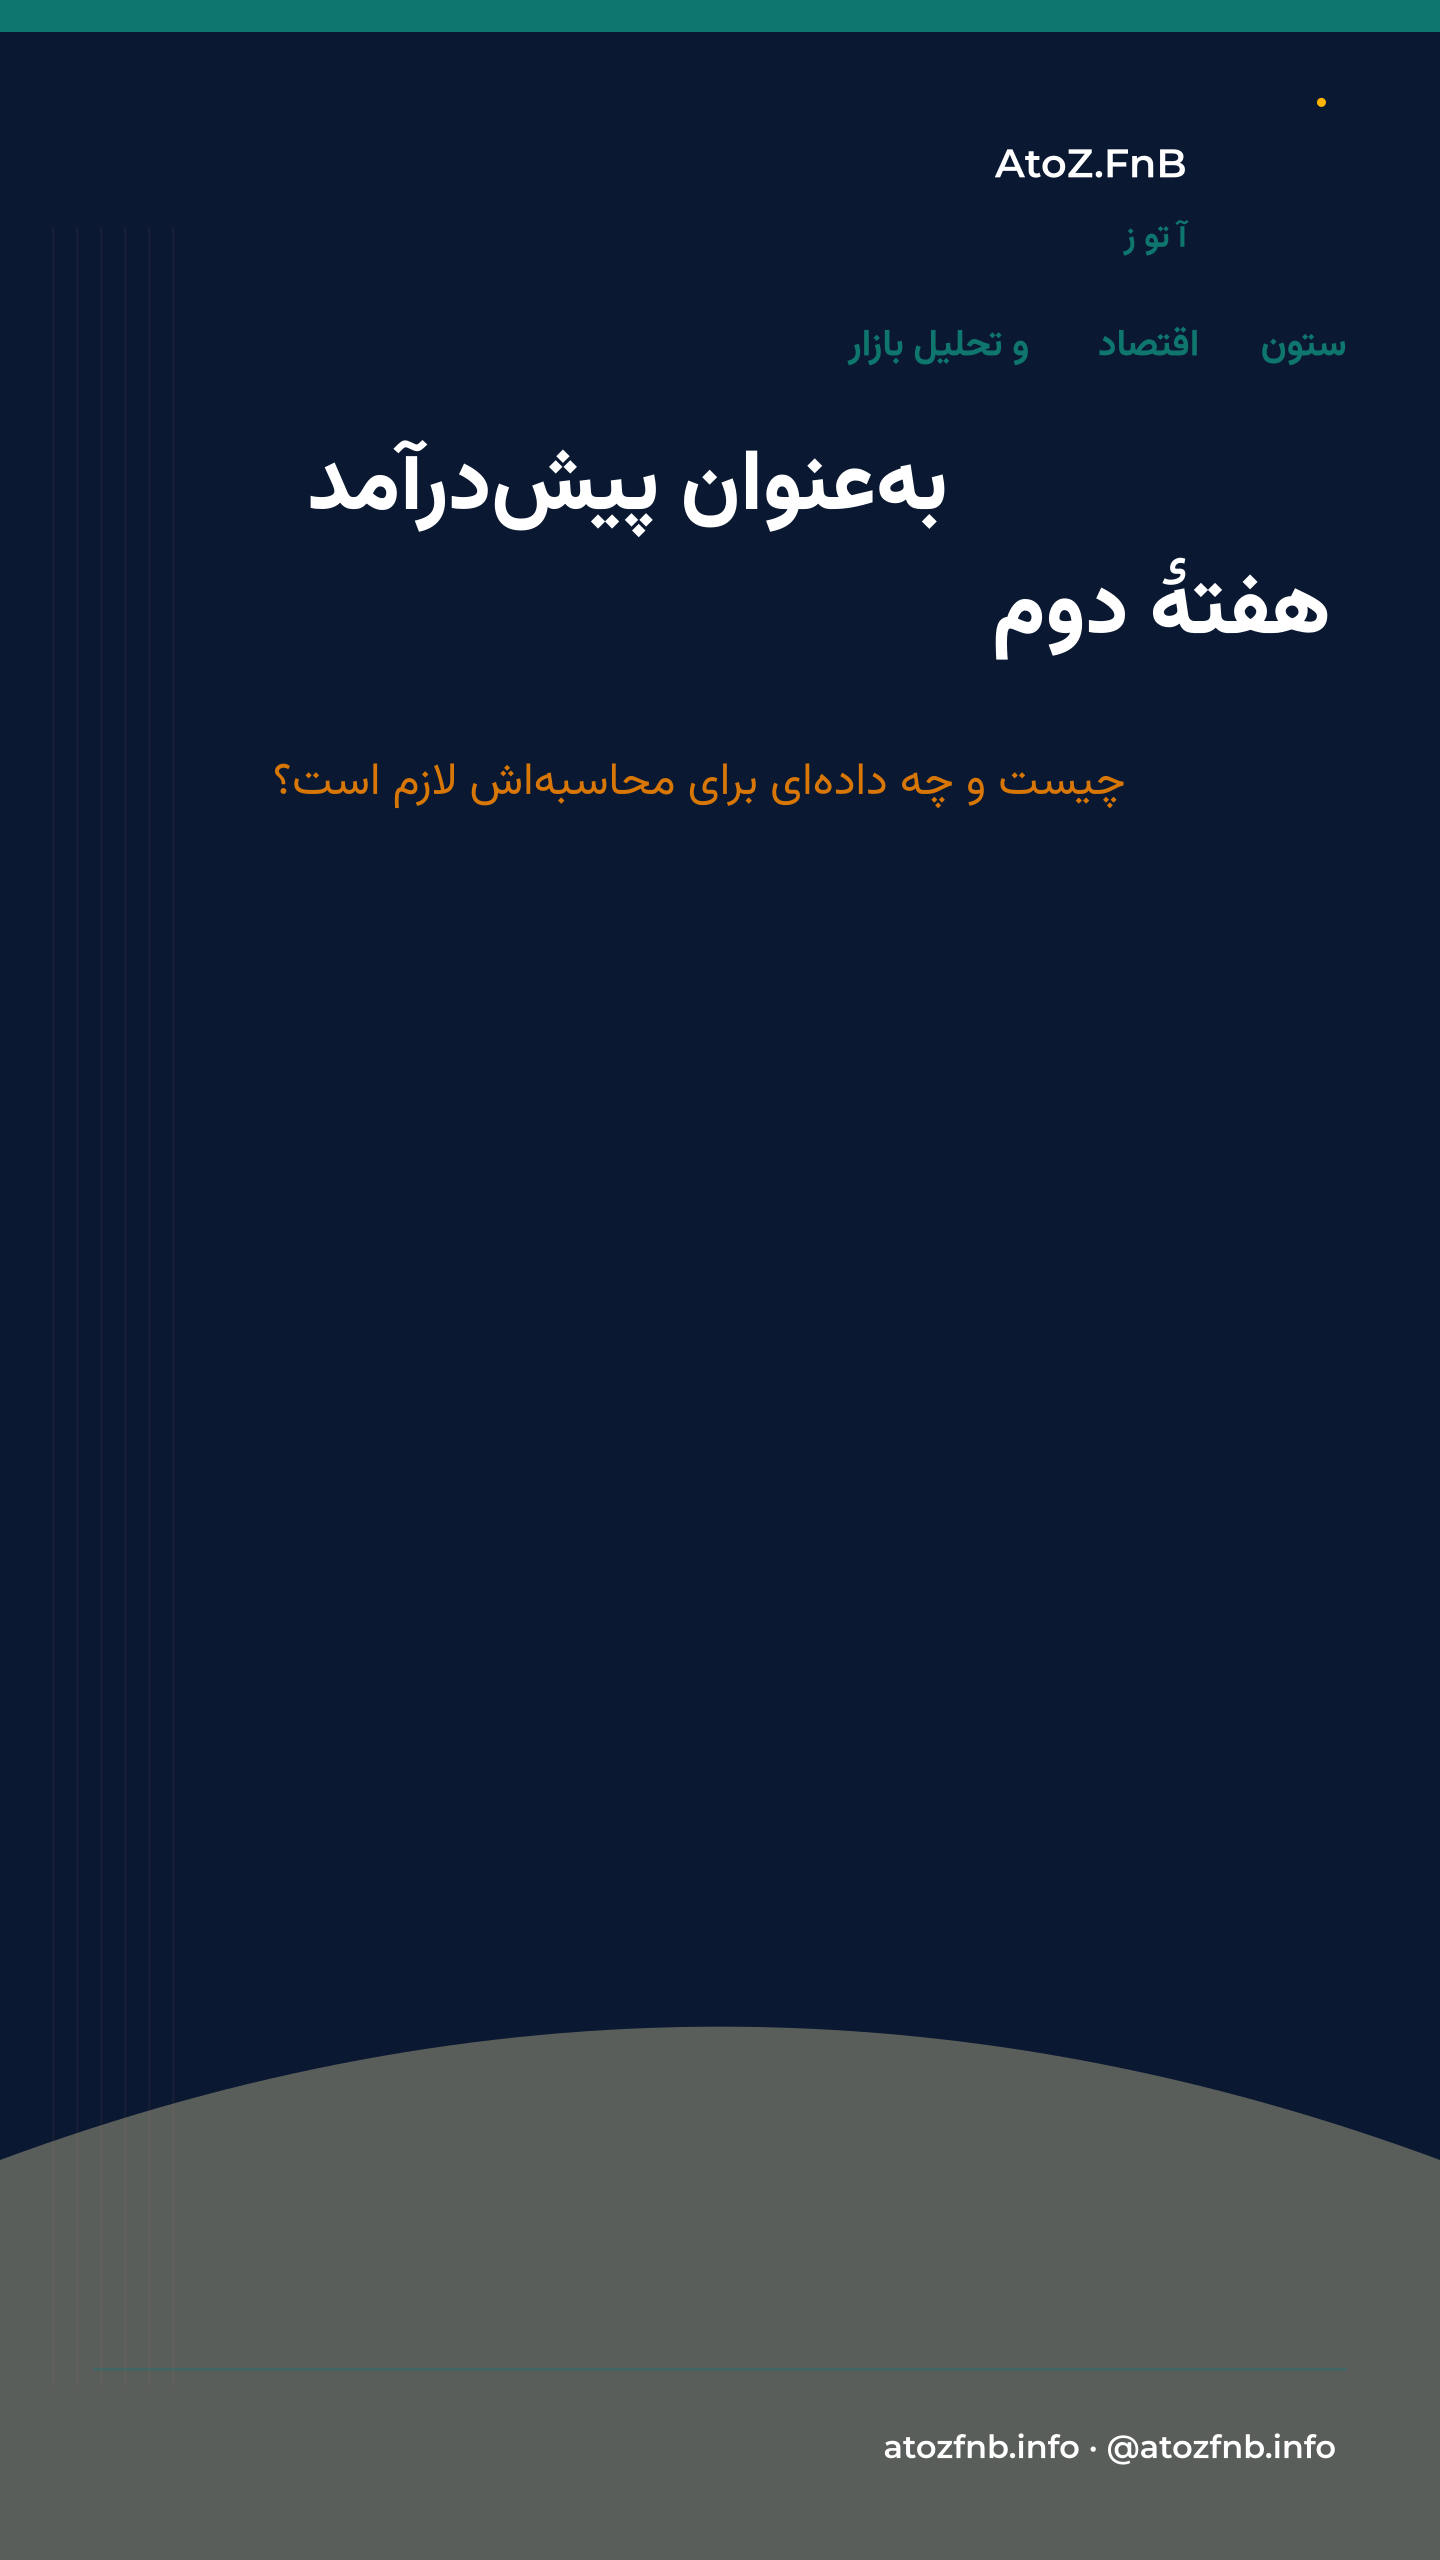 AtoZ.FnB
آ تو ز
ستون اقتصاد و تحلیل بازار
به‌عنوان پیش‌درآمد
هفتهٔ دوم
چیست و چه داده‌ای برای محاسبه‌اش لازم است؟
atozfnb.info · @atozfnb.info